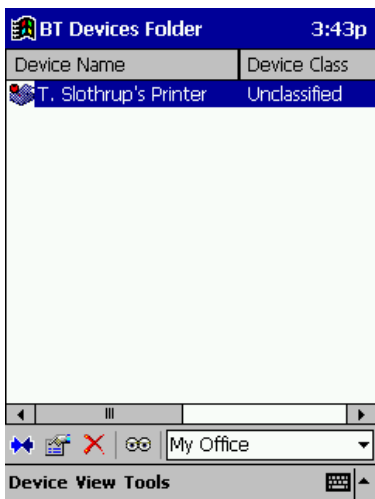 BT Devices Folder 3:43p
Device Name Device Class
T. Slothrup's Printer Unclassified
My Office
Device View Tools